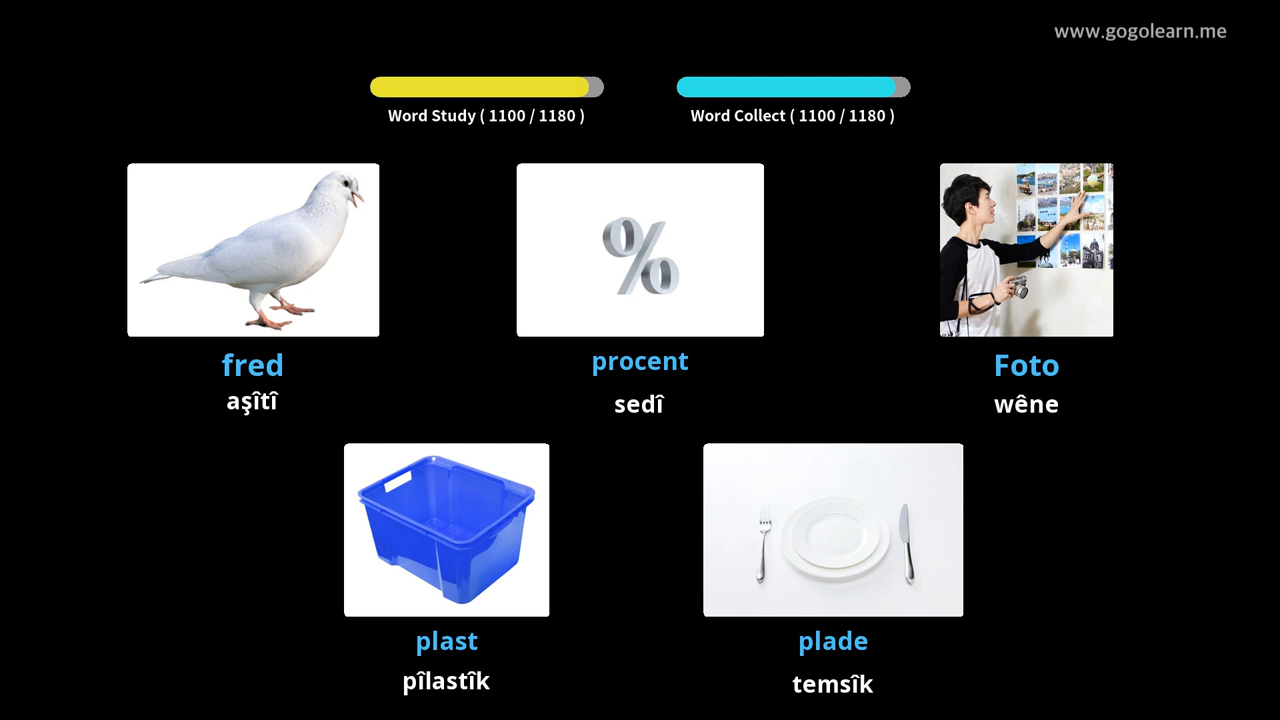 www.gogolearn.me
Word Study ( 1100 / 1180 )
Word Collect ( 1100 / 1180 )
fred
aşîtî
procent
sedî
Foto
wêne
plast
pîlastîk
plade
temsîk